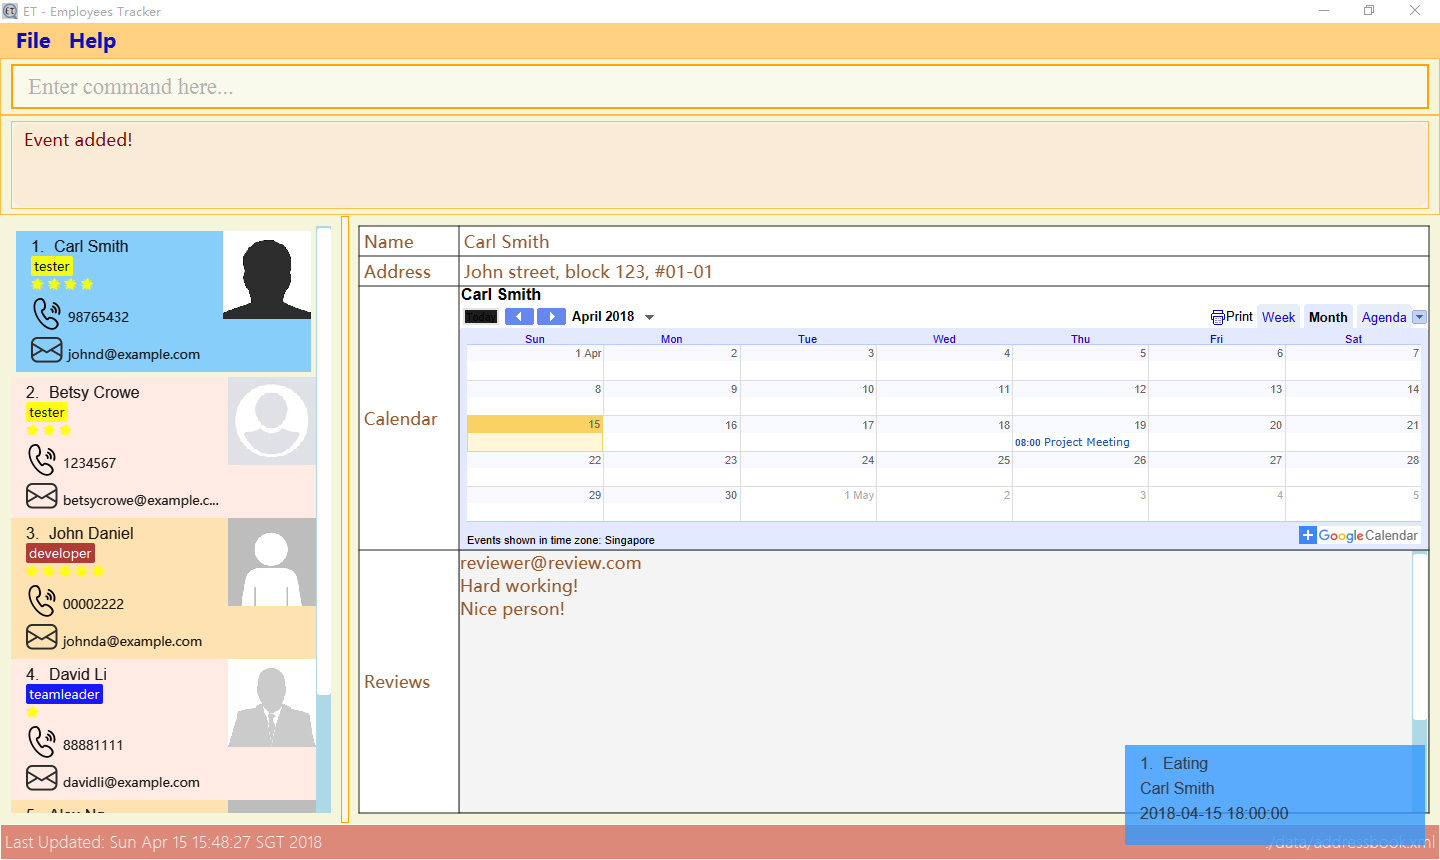 ET - Employees Tracker
File Help
Enter command here...
Event added!
1. Carl Smith
tester
98765432
johnd@example.com
2. Betsy Crowe
tester
1234567
betsycrowe@example.c...
3. John Daniel
developer
00002222
johnda@example.com
4. David Li
teamleader
88881111
davidli@example.com
Name Carl Smith
Address John street, block 123, #01-01
Calendar
Carl Smith
Today April 2018 Print Week Month Agenda
Sun Mon Tue Wed Thu Fri Sat
1 Apr 2 3 4 5 6 7
8 9 10 11 12 13 14
15 16 17 18 19 20 21
08:00 Project Meeting
22 23 24 25 26 27 28
29 30 1 May 2 3 4 5
Events shown in time zone: Singapore
Google Calendar
Reviews
reviewer@review.com
Hard working!
Nice person!
1. Eating
Carl Smith
2018-04-15 18:00:00
Last Updated: Sun Apr 15 15:48:27 SGT 2018
./data/addressbook.xml